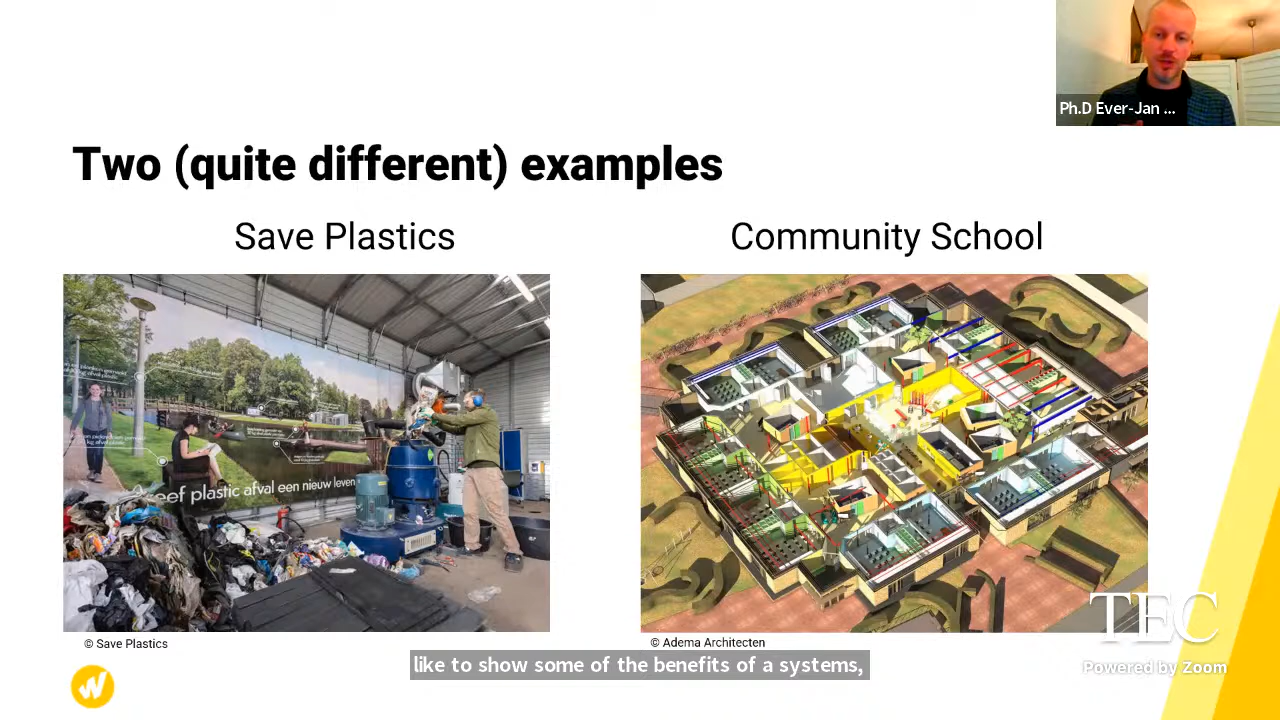 Ph.D Ever-Jan ...
Two (quite different) examples
Save Plastics
Community School
eef plastic afval een nieuw leven
© Save Plastics
© Adema Architecten
like to show some of the benefits of a systems,
TEC
Powered by Zoom